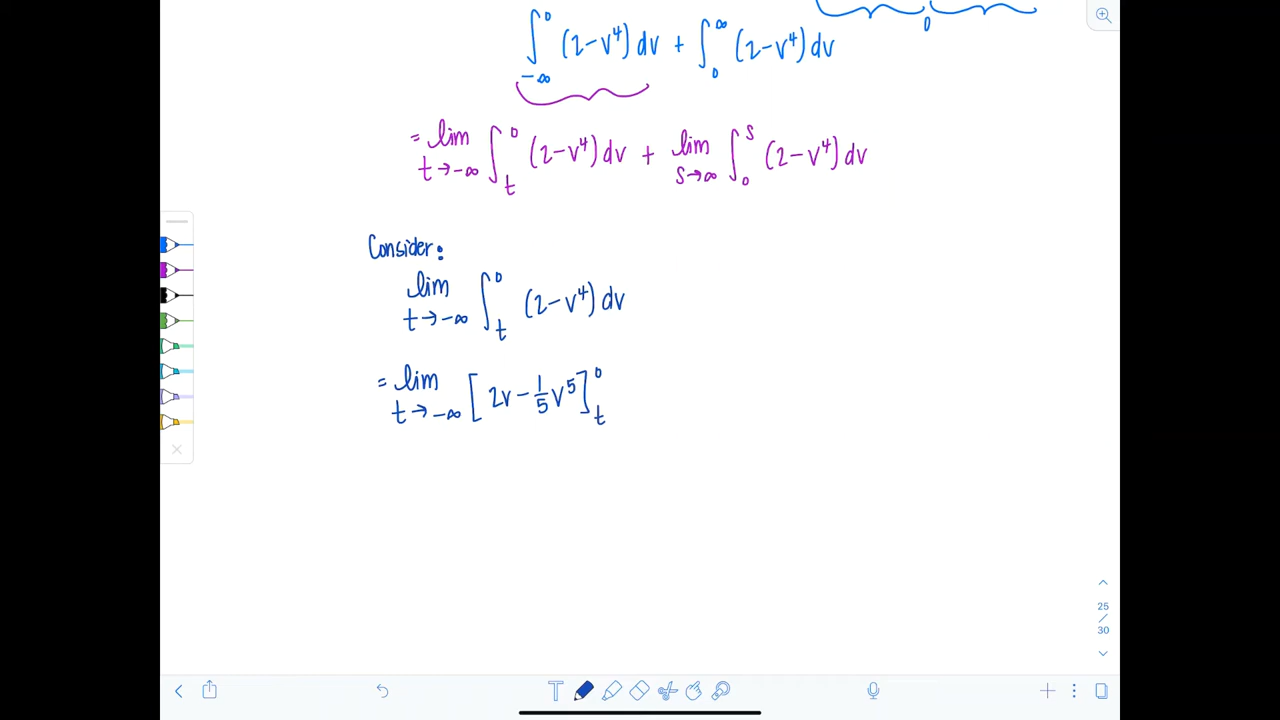 0
∫_{-∞}^{0} (2-v⁴) dv + ∫_{0}^{∞} (2-v⁴) dv
= lim_{t→-∞} ∫_{t}^{0} (2-v⁴) dv + lim_{s→∞} ∫_{0}^{s} (2-v⁴) dv
Consider:
lim_{t→-∞} ∫_{t}^{0} (2-v⁴) dv
= lim_{t→-∞} [2v - 1/5 v⁵]_{t}^{0}
25
/
30
T